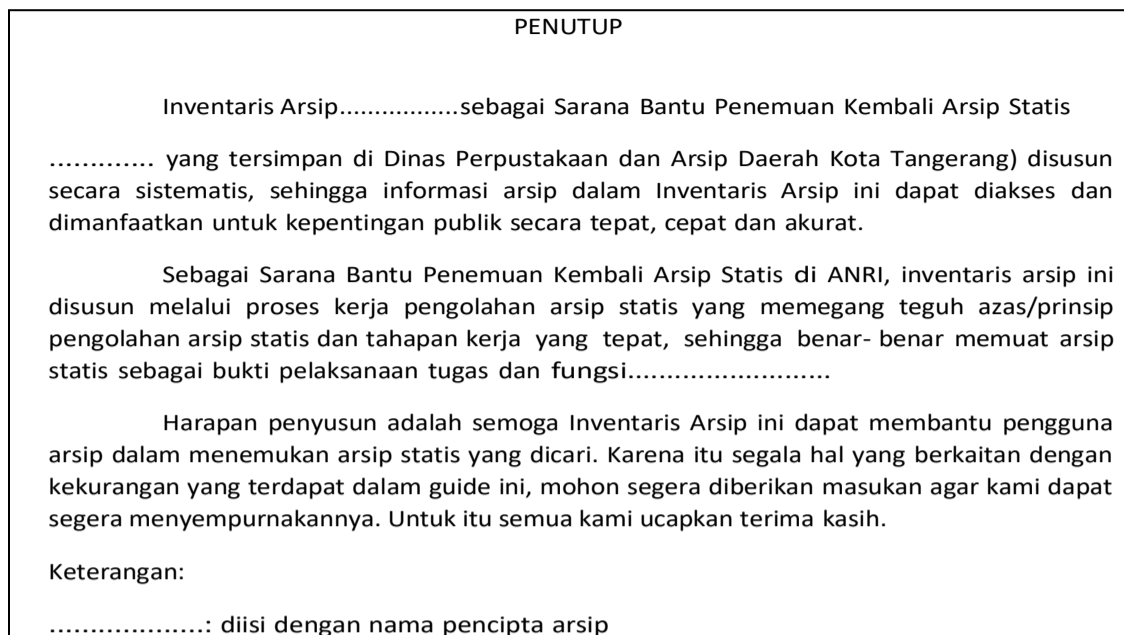 PENUTUP
Inventaris Arsip.................sebagai Sarana Bantu Penemuan Kembali Arsip Statis
............. yang tersimpan di Dinas Perpustakaan dan Arsip Daerah Kota Tangerang) disusun
secara sistematis, sehingga informasi arsip dalam Inventaris Arsip ini dapat diakses dan
dimanfaatkan untuk kepentingan publik secara tepat, cepat dan akurat.
Sebagai Sarana Bantu Penemuan Kembali Arsip Statis di ANRI, inventaris arsip ini
disusun melalui proses kerja pengolahan arsip statis yang memegang teguh azas/prinsip
pengolahan arsip statis dan tahapan kerja yang tepat, sehingga benar- benar memuat arsip
statis sebagai bukti pelaksanaan tugas dan fungsi..........................
Harapan penyusun adalah semoga Inventaris Arsip ini dapat membantu pengguna
arsip dalam menemukan arsip statis yang dicari. Karena itu segala hal yang berkaitan dengan
kekurangan yang terdapat dalam guide ini, mohon segera diberikan masukan agar kami dapat
segera menyempurnakannya. Untuk itu semua kami ucapkan terima kasih.
Keterangan:
...................: diisi dengan nama pencipta arsip